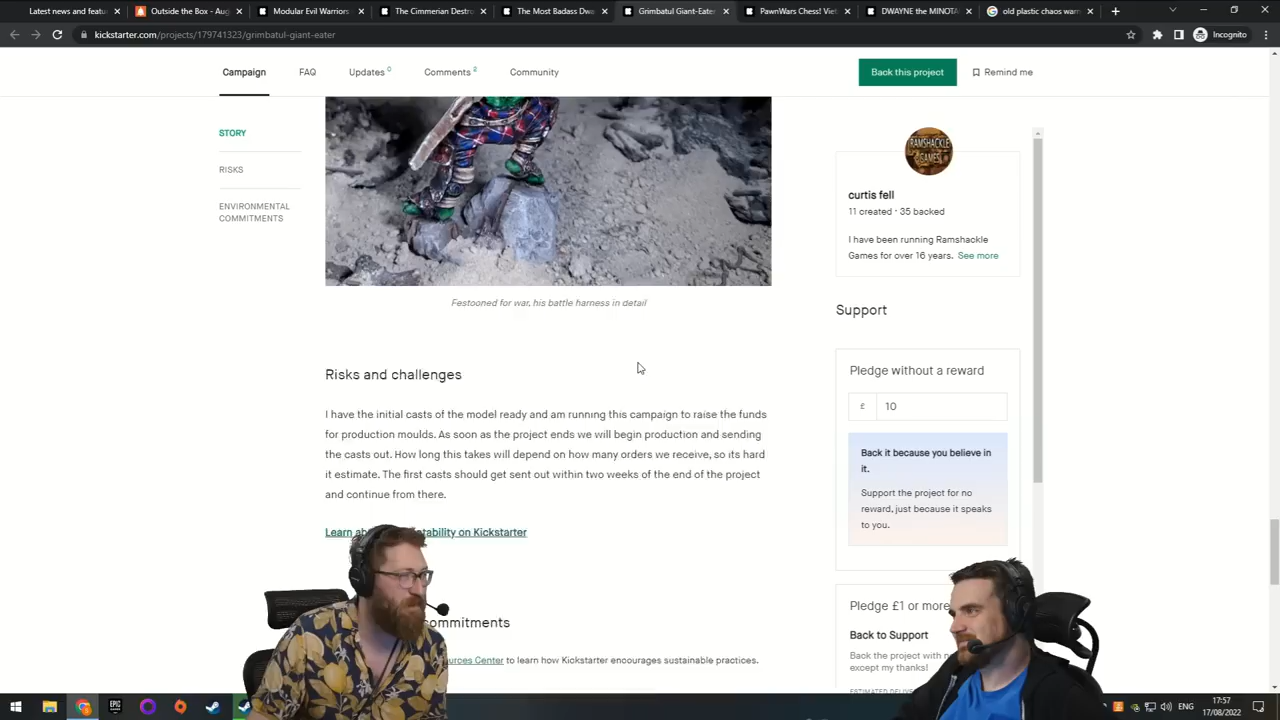 Latest news and featu
Outside the Box - Aug
Modular Evil Warriors
The Cimmerian Destro
The Most Badass Dwa
Grimbatul Giant-Eater
PawnWars Chess! Viet
DWAYNE the MINOTA
old plastic chaos warr
kickstarter.com/projects/179741323/grimbatul-giant-eater
Incognito
Campaign
FAQ
Updates 0
Comments 2
Community
Back this project
Remind me
STORY
RISKS
ENVIRONMENTAL
COMMITMENTS
RAMSHACKLE
GAMES
curtis fell
11 created · 35 backed
I have been running Ramshackle
Games for over 16 years. See more
Festooned for war, his battle harness in detail
Support
Pledge without a reward
£ 10
Back it because you believe in
it.
Support the project for no
reward, just because it speaks
to you.
Risks and challenges
I have the initial casts of the model ready and am running this campaign to raise the funds
for production moulds. As soon as the project ends we will begin production and sending
the casts out. How long this takes will depend on how many orders we receive, so its hard
it estimate. The first casts should get sent out within two weeks of the end of the project
and continue from there.
Learn ab tability on Kickstarter
commitments
ources Center to learn how Kickstarter encourages sustainable practices.
Pledge £1 or more
Back to Support
Back the project with n
except my thanks!
ESTIMATED DELIVE
EPIC
17:57
17/08/2022